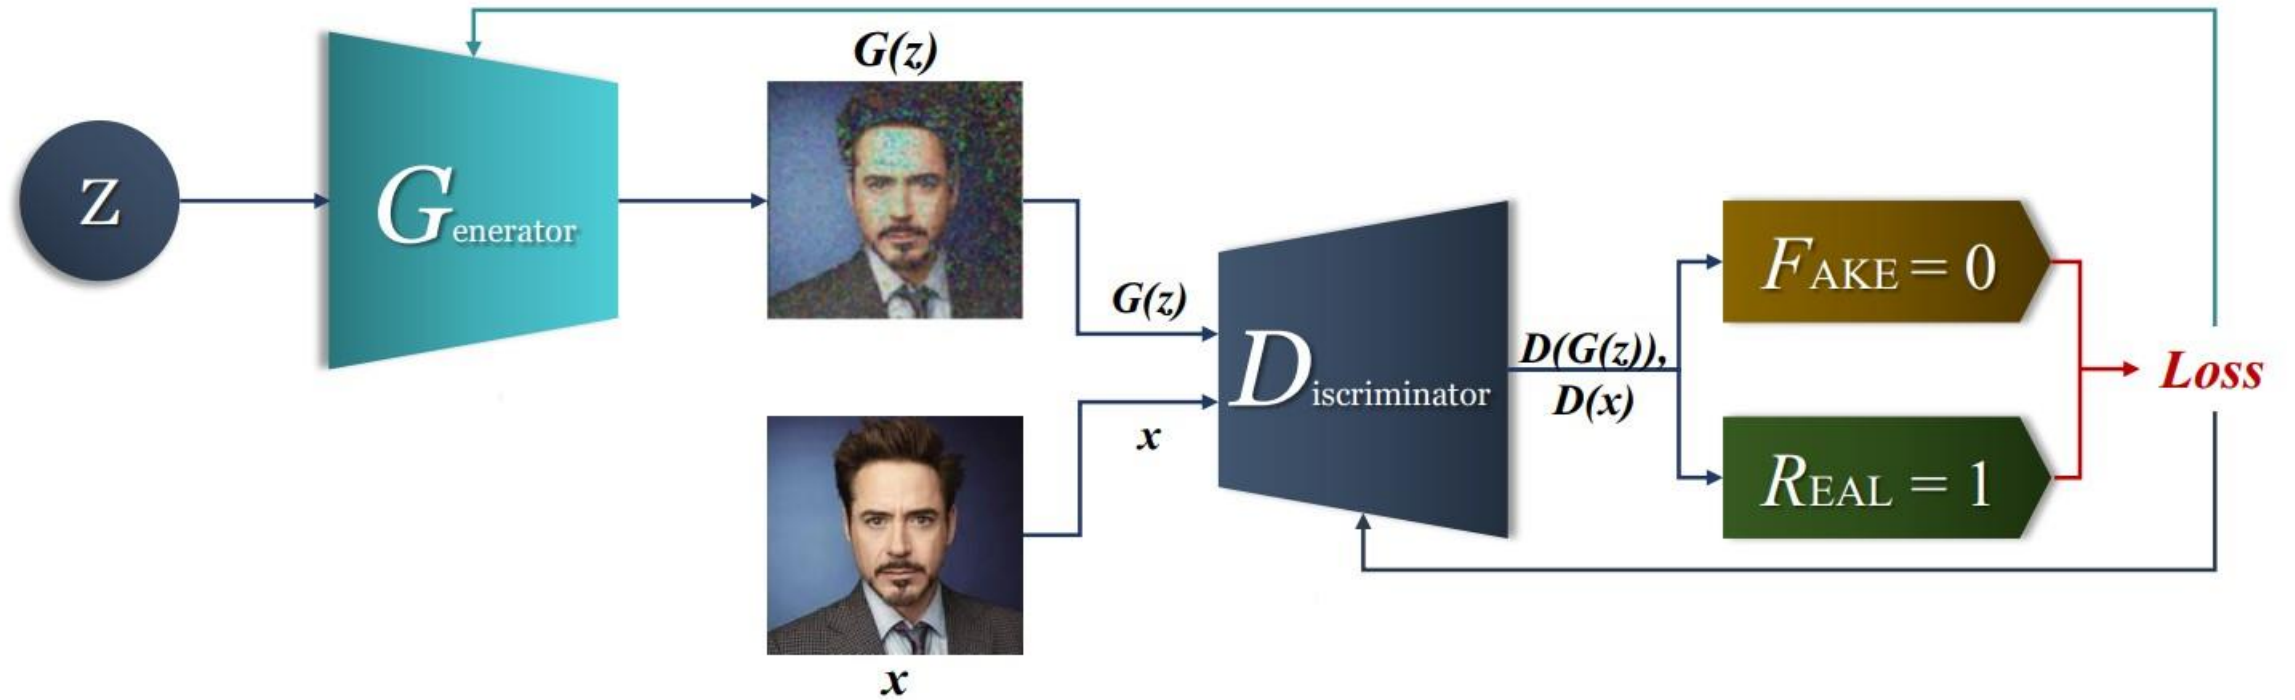 G(z)
Z
Generator
G(z)
x
x
Discriminator
D(G(z)),
D(x)
FAKE = 0
REAL = 1
Loss